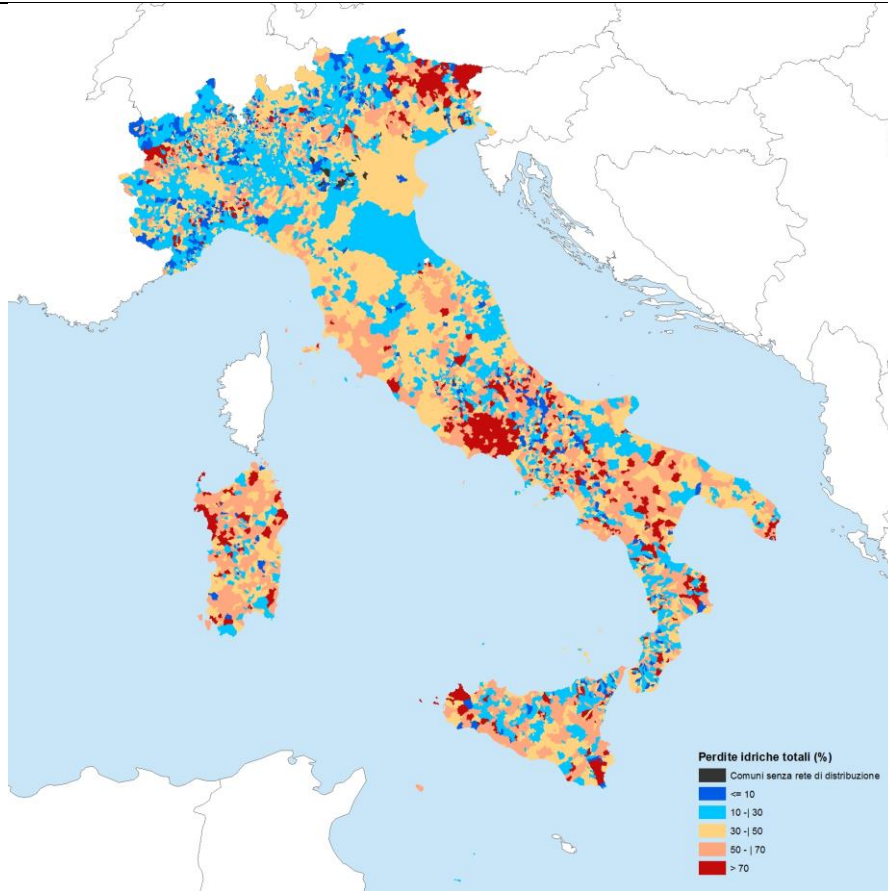 Perdite idriche totali (%)
Comuni senza rete di distribuzione
<= 10
10 -| 30
30 -| 50
50 - | 70
> 70